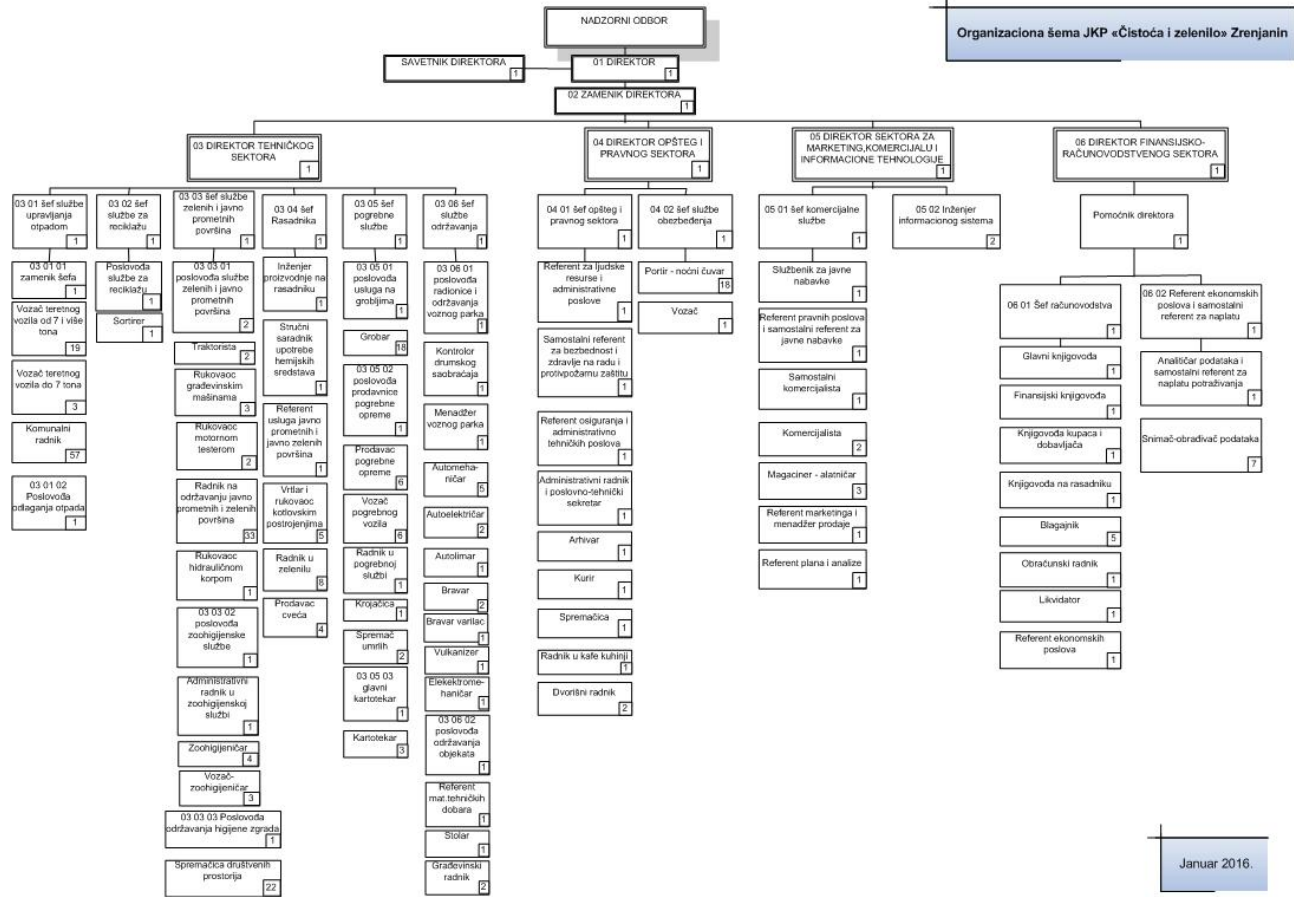 NADZORNI ODBOR
Organizaciona šema JKP «Čistoća i zelenilo» Zrenjanin
SAVETNIK DIREKTORA
1
01 DIREKTOR
1
02 ZAMENIK DIREKTORA
1
03 DIREKTOR TEHNIČKOG
SEKTORA
1
04 DIREKTOR OPŠTEG I
PRAVNOG SEKTORA
1
05 DIREKTOR SEKTORA ZA
MARKETING,KOMERCIJALU I
INFORMACIONE TEHNOLOGIJE
1
06 DIREKTOR FINANSIJSKO-
RAČUNOVODSTVENOG SEKTORA
1
03 01 šef službe
upravljanja
otpadom
1
03 01 01
zamenik šefa
1
Vozač teretnog
vozila od 7 i više
tona
19
Vozač teretnog
vozila do 7 tona
3
Komunalni
radnik
57
03 01 02
Poslovođa
odlaganja otpada
1
03 02 šef
službe za
reciklažu
1
Poslovođa
službe za
reciklažu
1
Sortirer
1
03 03 šef službe
zelenih i javno
prometnih
površina
1
03 03 01
poslovođa službe
zelenih i javno
prometnih
površina
2
Traktorista
2
Rukovaoc
građevinskim
mašinama
3
Rukovaoc
motornom
testerom
2
Radnik na
održavanju javno
prometnih i zelenih
površina
33
Rukovaoc
hidrauličnom
korpom
1
03 03 02
poslovođa
zoohigijenske
službe
1
Administrativni
radnik u
zoohigijenskoj
službi
1
Zoohigijeničar
4
Vozač-
zoohigijeničar
3
03 03 03 Poslovođa
održavanja higijene zgrada
1
Spremačica društvenih
prostorija
22
03 04 šef
Rasadnika
1
Inženjer
proizvodnje na
rasadniku
1
Stručni
saradnik
upotrebe
hemijskih
sredstava
1
Referent
usluga javno
prometnih i
javno zelenih
površina
1
Vrtlar i
rukovaoc
kotlovskim
postrojenjima
5
Radnik u
zelenilu
8
Prodavac
cveća
4
03 05 šef
pogrebne
službe
1
03 05 01
poslovođa
usluga na
grobljima
1
Grobar
18
03 05 02
poslovođa
prodavnice
pogrebne
opreme
1
Prodavac
pogrebne
opreme
6
Vozač
pogrebnog
vozila
6
Radnik u
pogrebnoj
službi
1
Krojačica
1
Spremač
umrlih
2
03 05 03
glavni
kartotekar
1
Kartotekar
3
03 06 šef
službe
održavanja
1
03 06 01
poslovođa
radionice i
održavanja
voznog parka
1
Kontrolor
drumskog
saobraćaja
1
Menadžer
voznog parka
1
Automeha-
ničar
5
Autoelektričar
2
Autolimar
1
Bravar
2
Bravar varilac
1
Vulkanizer
1
Elekektrome-
haničar
1
03 06 02
poslovođa
održavanja
objekata
1
Referent
mat.tehničkih
dobara
1
Stolar
1
Građevinski
radnik
2
04 01 šef opšteg i
pravnog sektora
1
Referent za ljudske
resurse i
administrativne
poslove
1
Samostalni referent
za bezbednost i
zdravlje na radu i
protivpožarnu zaštitu
1
Referent osiguranja i
administrativno
tehničkih poslova
1
Administrativni radnik
i poslovno-tehnički
sekretar
1
Arhivar
1
Kurir
1
Spremačica
1
Radnik u kafe kuhinji
1
Dvorišni radnik
2
04 02 šef službe
obezbeđenja
1
Portir - noćni čuvar
18
Vozač
1
05 01 šef komercijalne
službe
1
Službenik za javne
nabavke
1
Referent pravnih poslova
i samostalni referent za
javne nabavke
1
Samostalni
komercijalista
1
Komercijalista
2
Magaciner - alatničar
3
Referent marketinga i
menadžer prodaje
1
Referent plana i analize
1
05 02 Inženjer
informacionog sistema
2
Pomoćnik direktora
1
06 01 Šef računovodstva
1
Glavni knjigovođa
1
Finansijski knjigovođa
1
Knjigovođa kupaca i
dobavljača
1
Knjigovođa na rasadniku
1
Blagajnik
5
Obračunski radnik
1
Likvidator
1
Referent ekonomskih
poslova
1
06 02 Referent ekonomskih
poslova i samostalni
referent za naplatu
1
Analitičar podataka i
samostalni referent za
naplatu potraživanja
1
Snimač-obrađivač podataka
7
Januar 2016.